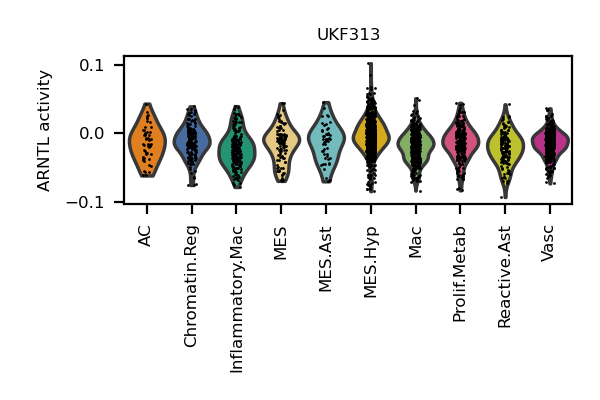 UKF313
ARNTL activity
0.1
0.0
−0.1
AC
Chromatin.Reg
Inflammatory.Mac
MES
MES.Ast
MES.Hyp
Mac
Prolif.Metab
Reactive.Ast
Vasc